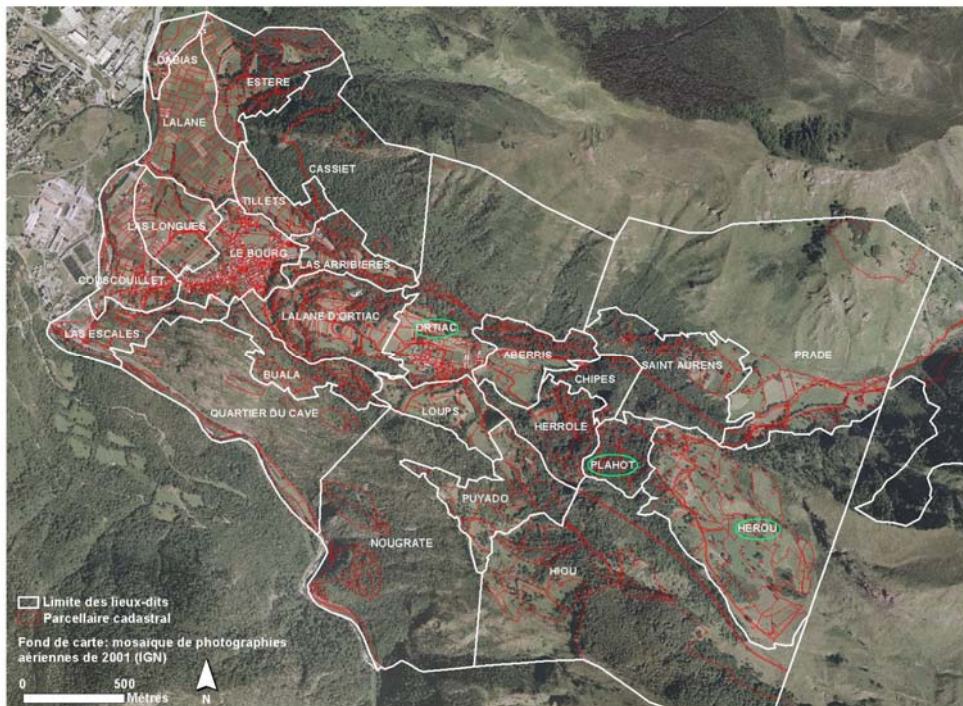 DABIAS
ESTERE
LALANE
CASSIET
TILLETS
LAS LONGUES
LE BOURG
LAS ARRIBIERES
COUSCOUILLET
LALANE D'ORTIAC
ORTIAC
LAS ESCALES
ABERRIS
PRADE
SAINT AURENS
BUALA
CHIPES
QUARTIER DU CAVE
LOUPS
HERROLE
PLAHOT
PUYADO
HEROU
NOUGRATE
HIOU
Limite des lieux-dits
Parcellaire cadastral
Fond de carte: mosaïque de photographies
aériennes de 2001 (IGN)
0 500
Métrés
N